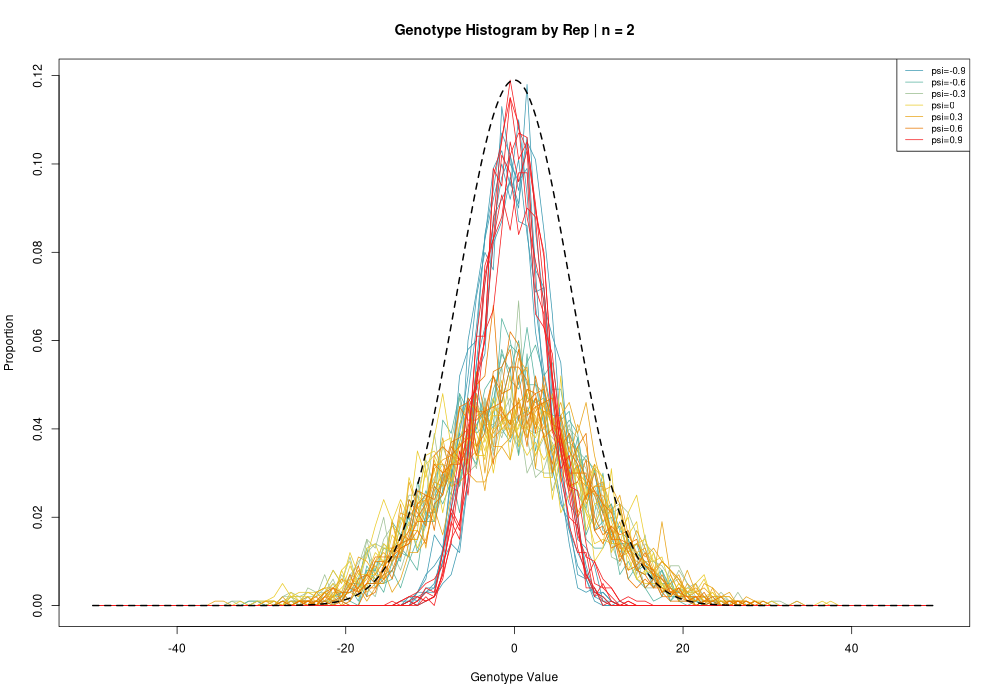 Genotype Histogram by Rep | n = 2
psi=-0.9
psi=-0.6
psi=-0.3
psi=0
psi=0.3
psi=0.6
psi=0.9
0.12
0.10
0.08
0.06
0.04
0.02
0.00
Proportion
-40 -20 0 20 40
Genotype Value